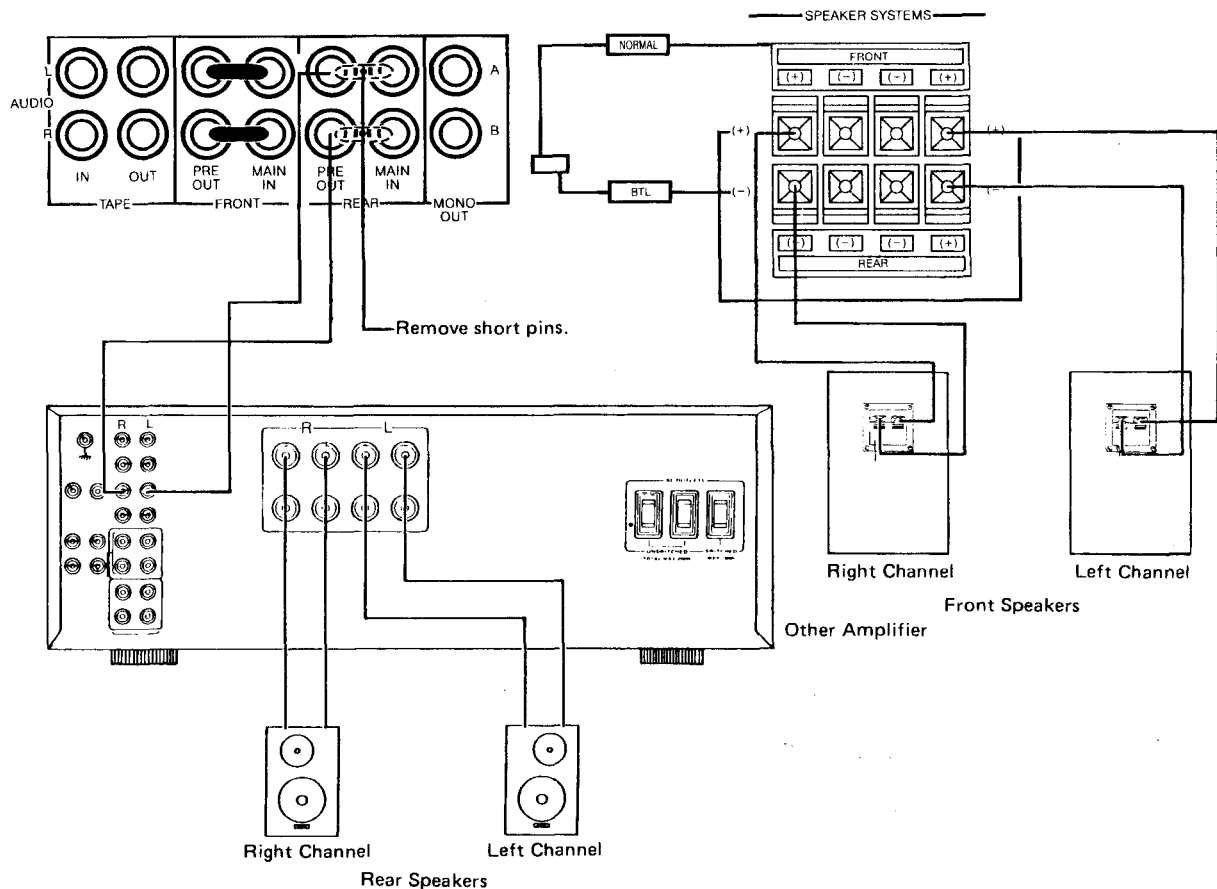 SPEAKER SYSTEMS
NORMAL
FRONT
(+) (-) (-) (+)
L
A
AUDIO
R
B
(+)
(+)
IN
OUT
PRE OUT
MAIN IN
PRE OUT
MAIN IN
BTL
(-)
TAPE
FRONT
REAR
MONO OUT
(-) (-) (+)
REAR
Remove short pins.
R L
R L
UNSWITCHED
SWITCHED
Right Channel
Left Channel
Front Speakers
Other Amplifier
Right Channel
Left Channel
Rear Speakers